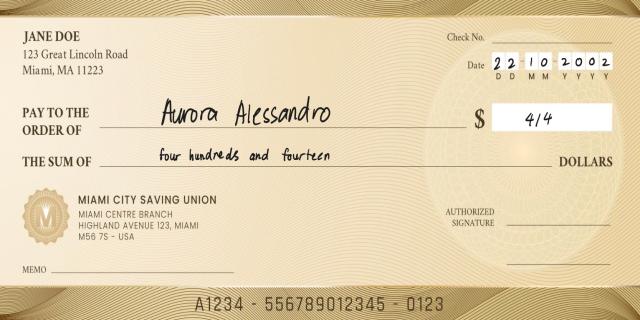 JANE DOE
123 Great Lincoln Road
Miami, MA 11223
Check No.
Date 22-10-2002
D D M M Y Y Y Y
PAY TO THE
ORDER OF Aurora Alessandro $ 414
THE SUM OF four hundreds and fourteen DOLLARS
M
MIAMI CITY SAVING UNION
MIAMI CENTRE BRANCH
HIGHLAND AVENUE 123, MIAMI
M56 7S - USA
AUTHORIZED
SIGNATURE
MEMO
A1234 - 556789012345 - 0123